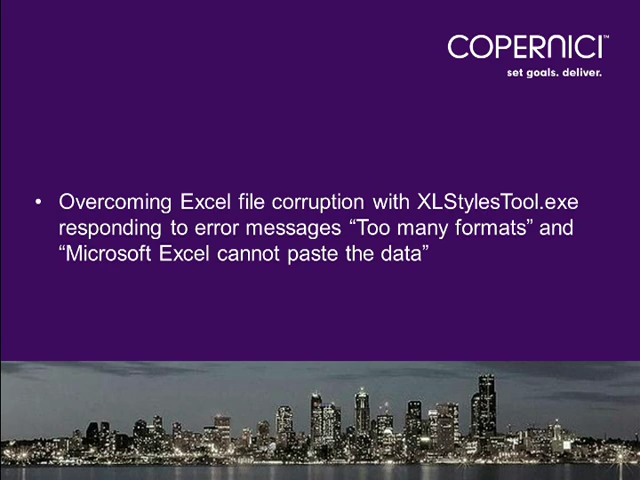 COPERNICI™
set goals. deliver.
• Overcoming Excel file corruption with XLStylesTool.exe
responding to error messages “Too many formats” and
“Microsoft Excel cannot paste the data”